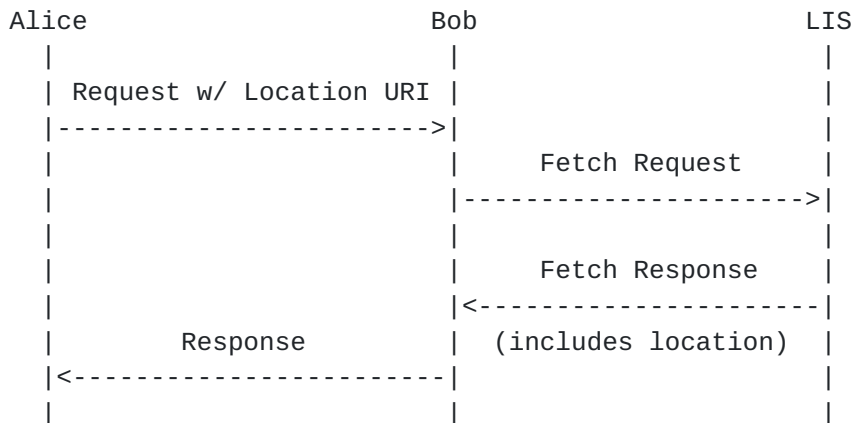 Alice Bob LIS
| | |
| Request w/ Location URI | |
|------------------------>| |
| | Fetch Request |
| |---------------------->|
| | |
| | Fetch Response |
| |<----------------------|
| Response | (includes location) |
|<------------------------| |
| | |